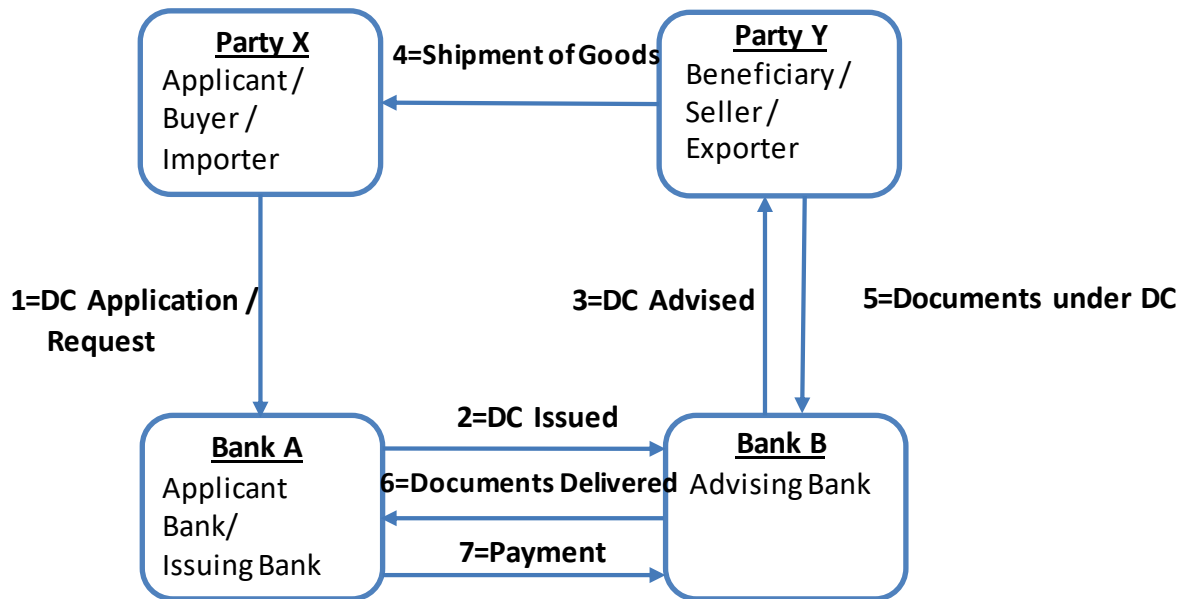 Party X
Applicant /
Buyer /
Importer
4=Shipment of Goods
Party Y
Beneficiary /
Seller /
Exporter
1=DC Application /
Request
3=DC Advised
5=Documents under DC
Bank A
Applicant
Bank/
Issuing Bank
2=DC Issued
6=Documents Delivered
7=Payment
Bank B
Advising Bank